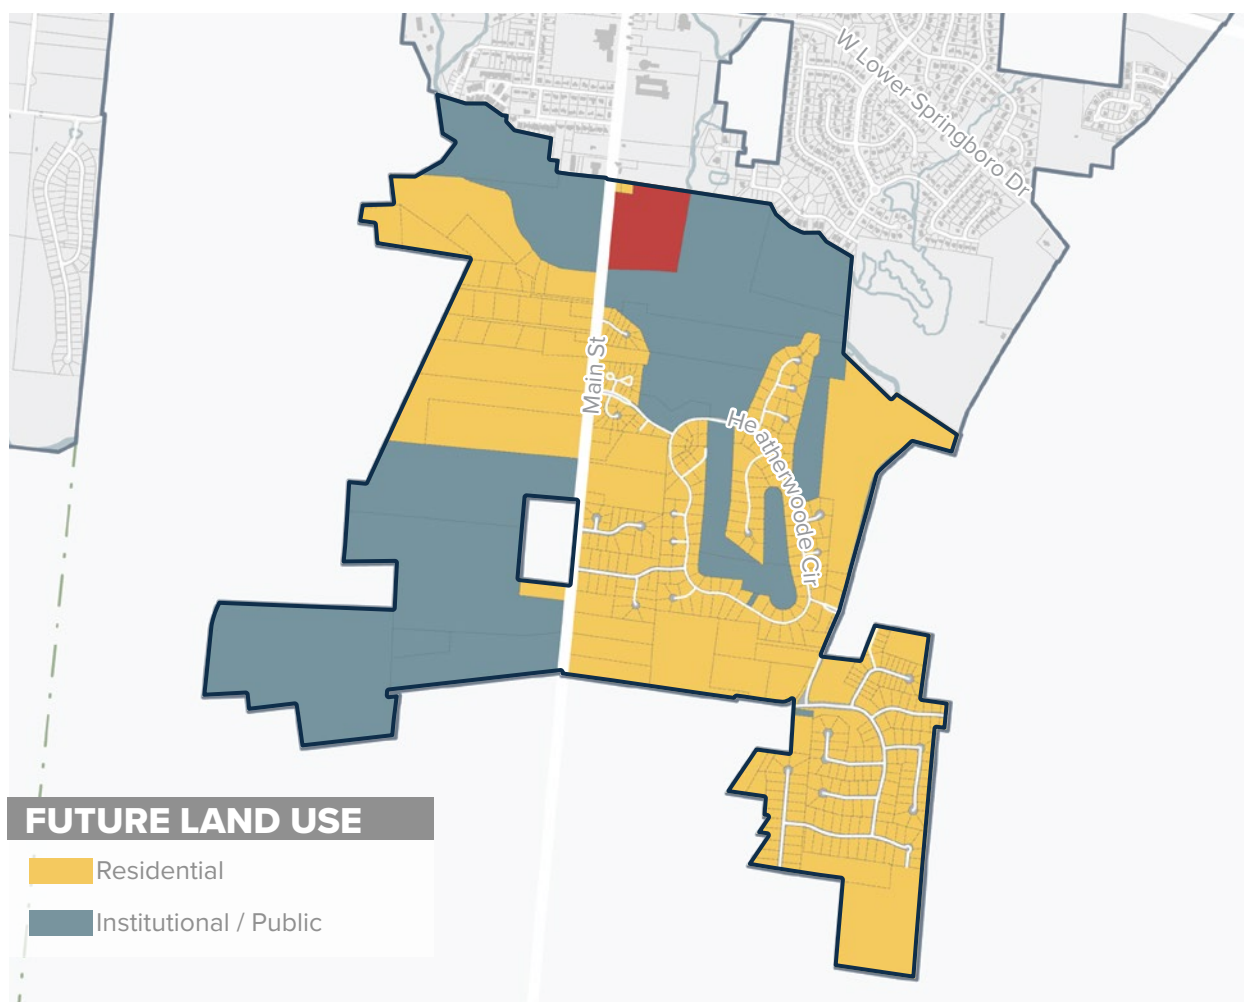 W Lower Springboro Dr
Main St
Heatherwoode Cir
FUTURE LAND USE
Residential
Institutional / Public